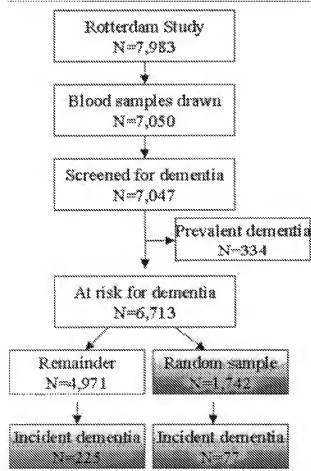 Rotterdam Study
N=7,983
Blood samples drawn
N=7,050
Screened for dementia
N=7,047
Prevalent dementia
N=334
At risk for dementia
N=6,713
Remainder
N=4,971
Random sample
N=1,742
Incident dementia
N=225
Incident dementia
N=77